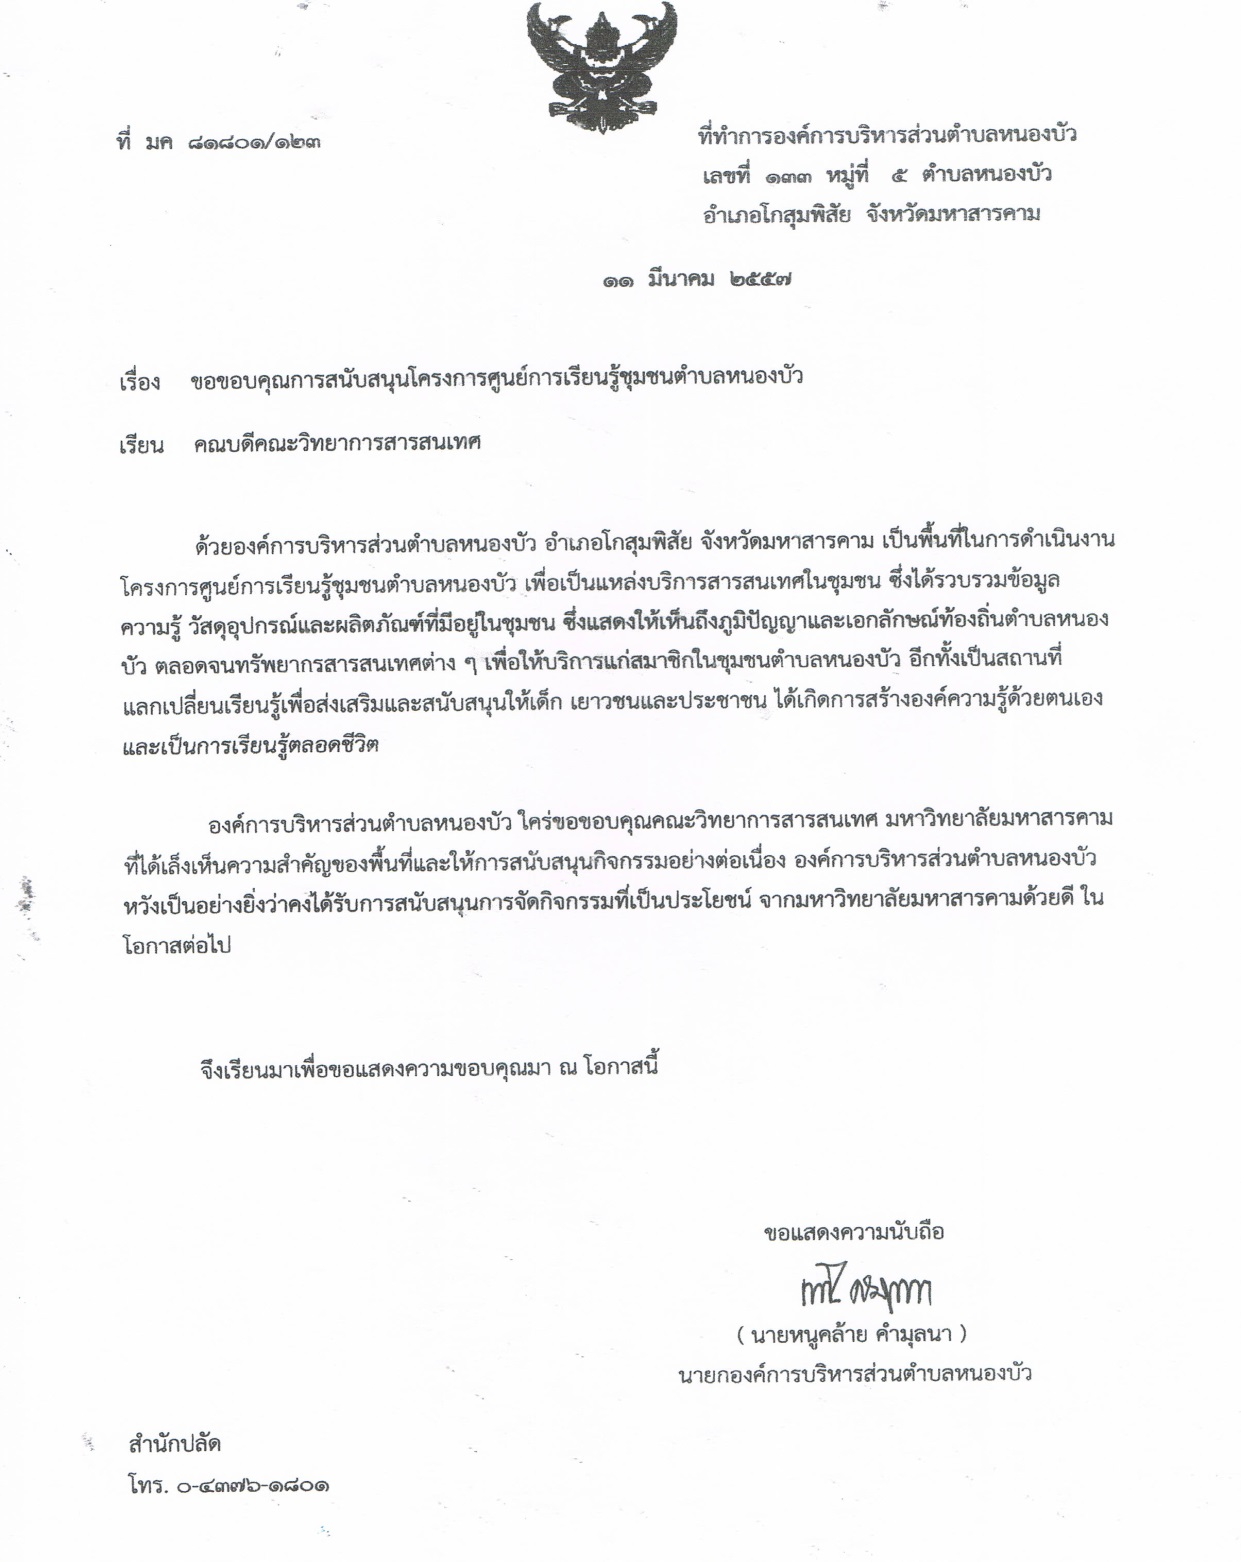 ที่ มค ๘๑๘๐๑/๑๒๓
ที่ทำการองค์การบริหารส่วนตำบลหนองบัว
เลขที่ ๑๓๓ หมู่ที่ ๕ ตำบลหนองบัว
อำเภอโกสุมพิสัย จังหวัดมหาสารคาม
๑๑ มีนาคม ๒๕๕๗
เรื่อง ขอขอบคุณการสนับสนุนโครงการศูนย์การเรียนรู้ชุมชนตำบลหนองบัว
เรียน คณบดีคณะวิทยาการสารสนเทศ
ด้วยองค์การบริหารส่วนตำบลหนองบัว อำเภอโกสุมพิสัย จังหวัดมหาสารคาม เป็นพื้นที่ในการดำเนินงาน
โครงการศูนย์การเรียนรู้ชุมชนตำบลหนองบัว เพื่อเป็นแหล่งบริการสารสนเทศในชุมชน ซึ่งได้รวบรวมข้อมูล
ความรู้ วัสดุอุปกรณ์และผลิตภัณฑ์ที่มีอยู่ในชุมชน ซึ่งแสดงให้เห็นถึงภูมิปัญญาและเอกลักษณ์ท้องถิ่นตำบลหนอง
บัว ตลอดจนทรัพยากรสารสนเทศต่าง ๆ เพื่อให้บริการแก่สมาชิกในชุมชนตำบลหนองบัว อีกทั้งเป็นสถานที่
แลกเปลี่ยนเรียนรู้เพื่อส่งเสริมและสนับสนุนให้เด็ก เยาวชนและประชาชน ได้เกิดการสร้างองค์ความรู้ด้วยตนเอง
และเป็นการเรียนรู้ตลอดชีวิต
องค์การบริหารส่วนตำบลหนองบัว ใคร่ขอขอบคุณคณะวิทยาการสารสนเทศ มหาวิทยาลัยมหาสารคาม
ที่ได้เล็งเห็นความสำคัญของพื้นที่และให้การสนับสนุนกิจกรรมอย่างต่อเนื่อง องค์การบริหารส่วนตำบลหนองบัว
หวังเป็นอย่างยิ่งว่าคงได้รับการสนับสนุนการจัดกิจกรรมที่เป็นประโยชน์ จากมหาวิทยาลัยมหาสารคามด้วยดี ใน
โอกาสต่อไป
จึงเรียนมาเพื่อขอแสดงความขอบคุณมา ณ โอกาสนี้
ขอแสดงความนับถือ
( นายหนูคล้าย คำมุลนา )
นายกองค์การบริหารส่วนตำบลหนองบัว
สำนักปลัด
โทร. ๐-๔๓๗๖-๑๘๐๑